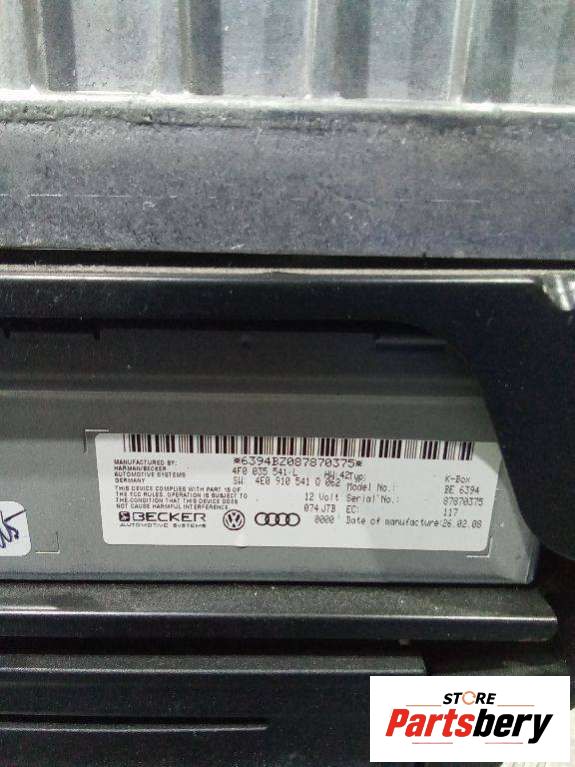 *6394BZ087870375*
MANUFACTURED BY:
HARMAN/BECKER
AUTOMOTIVE SYSTEMS
GERMANY
4F0 035 541 L HW 42TYP: K-Box
SW 4E0 910 541 Q 0624 Model No.: BE 6394
THIS DEVICE COMPLIES WITH PART 15 OF
THE FCC RULES. OPERATION IS SUBJECT TO
THE CONDITION THAT THIS DEVICE DOES
NOT CAUSE HARMFUL INTERFERENCE
12 Volt Serial No.: 87870375
074 JTB EC: 117
BECKER
AUTOMOTIVE SYSTEMS
0000 Date of manufacture: 26.02.08
STORE
Partsbery